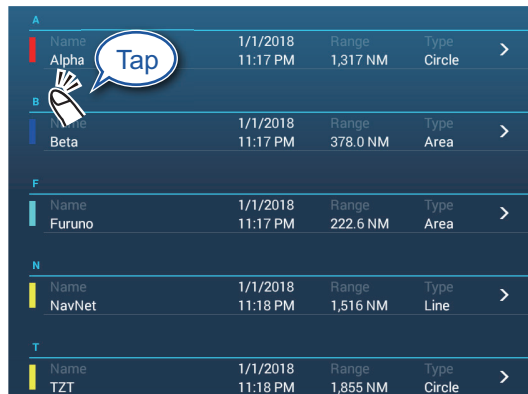 A
Name 1/1/2018 Range Type
Alpha 11:17 PM 1,317 NM Circle
Tap
B
Name 1/1/2018 Range Type
Beta 11:17 PM 378.0 NM Area
F
Name 1/1/2018 Range Type
Furuno 11:17 PM 222.6 NM Area
N
Name 1/1/2018 Range Type
NavNet 11:18 PM 1,516 NM Line
T
Name 1/1/2018 Range Type
TZT 11:18 PM 1,855 NM Circle